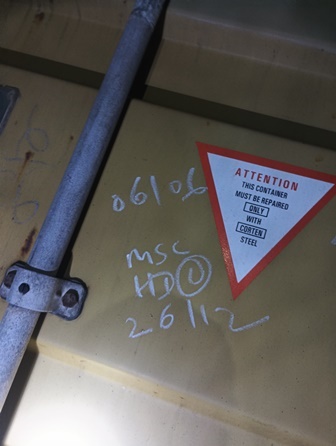 06/06
ATTENTION
THIS CONTAINER
MUST BE REPAIRED
ONLY
WITH
CORTEN
STEEL
MSC
HD
26/12